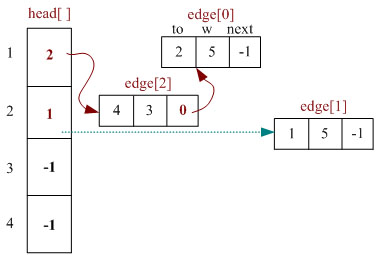 head[ ]
edge[0]
to w next
1 2
2 5 -1
edge[2]
4 3 0
2 1
edge[1]
1 5 -1
3 -1
4 -1